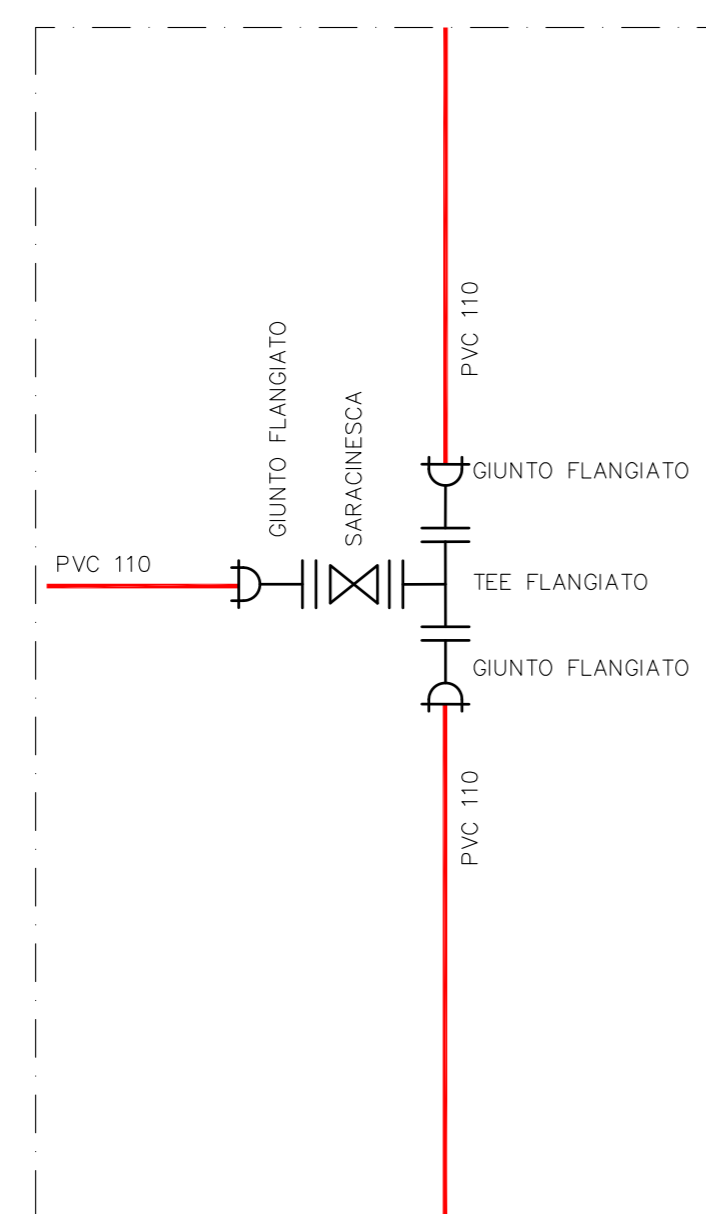 PVC 110
GIUNTO FLANGIATO
SARACINESCA
GIUNTO FLANGIATO
PVC 110
TEE FLANGIATO
GIUNTO FLANGIATO
PVC 110